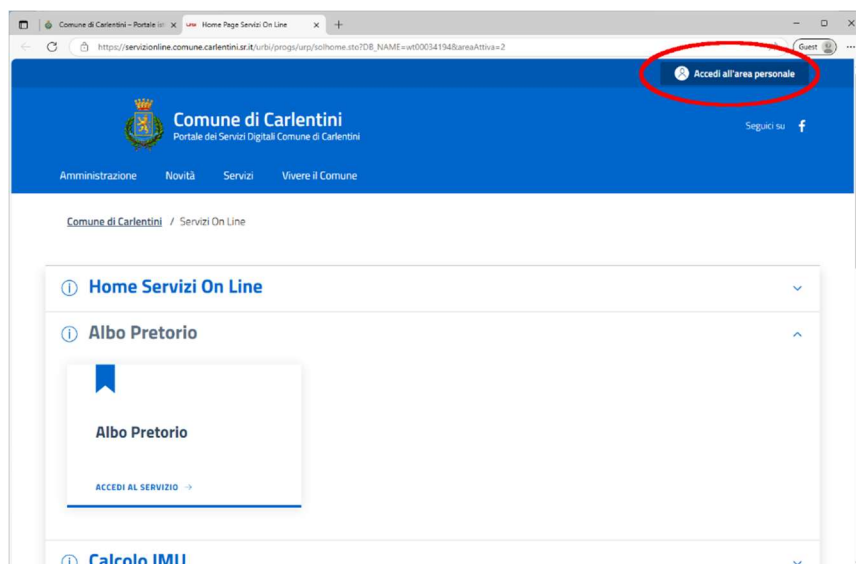 Comune di Carlentini – Portale ist
Home Page Servizi On Line
https://servizionline.comune.carlentini.sr.it/urbi/progs/urp/solhome.sto?DB_NAME=wt00034194&areaAttiva=2
Guest
Accedi all'area personale
Comune di Carlentini
Portale dei Servizi Digitali Comune di Carlentini
Seguici su
Amministrazione Novità Servizi Vivere il Comune
Comune di Carlentini / Servizi On Line
Home Servizi On Line
Albo Pretorio
Albo Pretorio
ACCEDI AL SERVIZIO →
Calcolo IMU